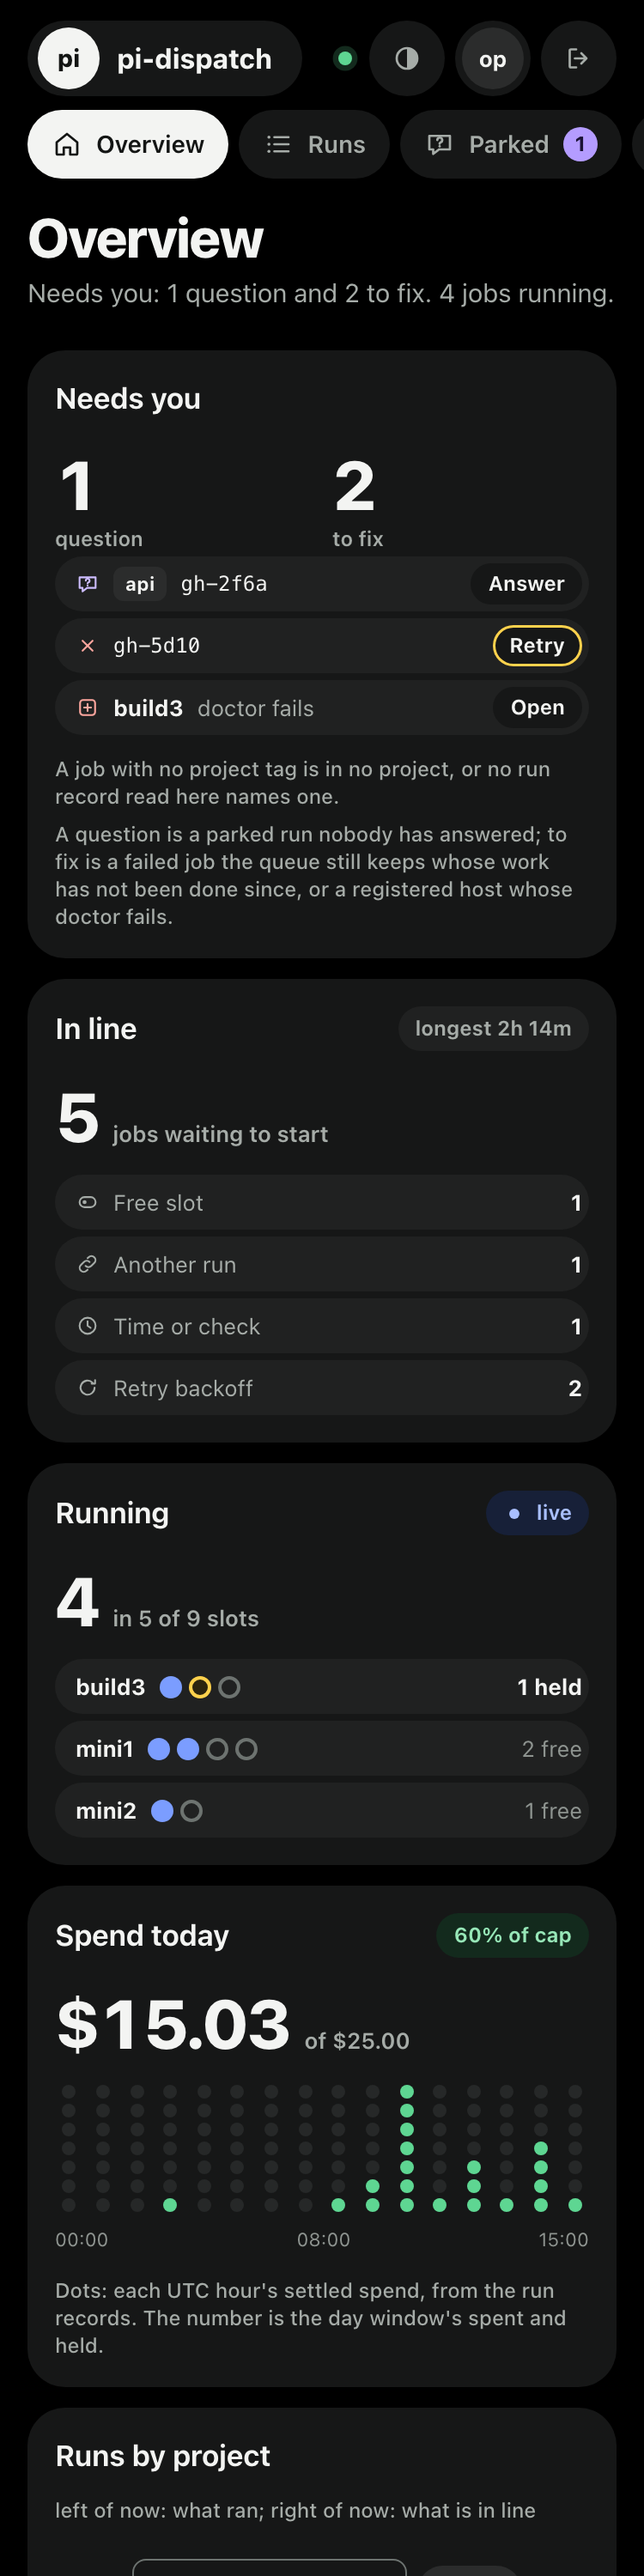 pi pi-dispatch op
Overview Runs Parked 1
Overview
Needs you: 1 question and 2 to fix. 4 jobs running.
Needs you
1 2
question to fix
api gh-2f6a Answer
gh-5d10 Retry
build3 doctor fails Open
A job with no project tag is in no project, or no run
record read here names one.
A question is a parked run nobody has answered; to
fix is a failed job the queue still keeps whose work
has not been done since, or a registered host whose
doctor fails.
In line longest 2h 14m
5 jobs waiting to start
Free slot 1
Another run 1
Time or check 1
Retry backoff 2
Running live
4 in 5 of 9 slots
build3 1 held
mini1 2 free
mini2 1 free
Spend today 60% of cap
$15.03 of $25.00
00:00 08:00 15:00
Dots: each UTC hour's settled spend, from the run
records. The number is the day window's spent and
held.
Runs by project
left of now: what ran; right of now: what is in line